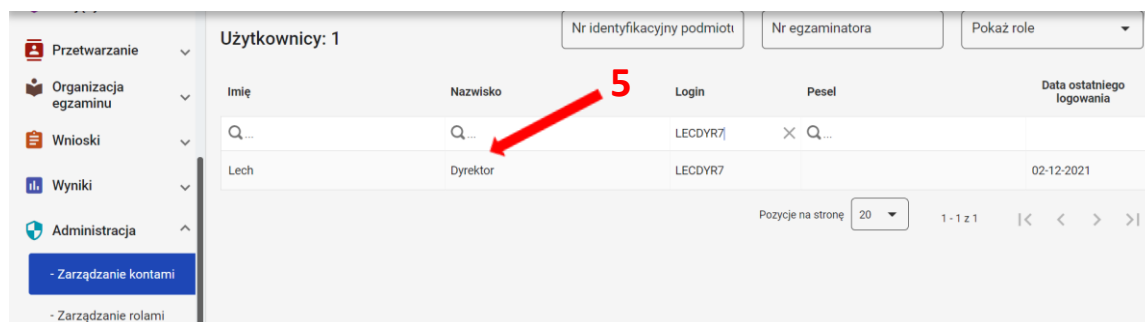 Przetwarzanie
Organizacja
egzaminu
Wnioski
Wyniki
Administracja
- Zarządzanie kontami
- Zarządzanie rolami
Użytkownicy: 1
Nr identyfikacyjny podmiotu
Nr egzaminatora
Pokaż role
5
Imię Nazwisko Login Pesel Data ostatniego
logowania
... ... LECDYR7 ...
Lech Dyrektor LECDYR7 02-12-2021
Pozycje na stronę 20 1 - 1 z 1